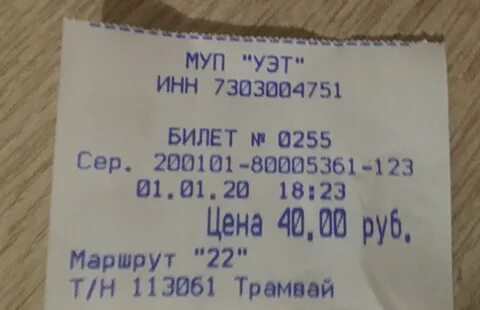 МУП "УЭТ"
ИНН 7303004751
БИЛЕТ № 0255
Сер. 200101-80005361-123
01.01.20 18:23
Цена 40.00 руб.
Маршрут "22"
Т/Н 113061 Трамвай